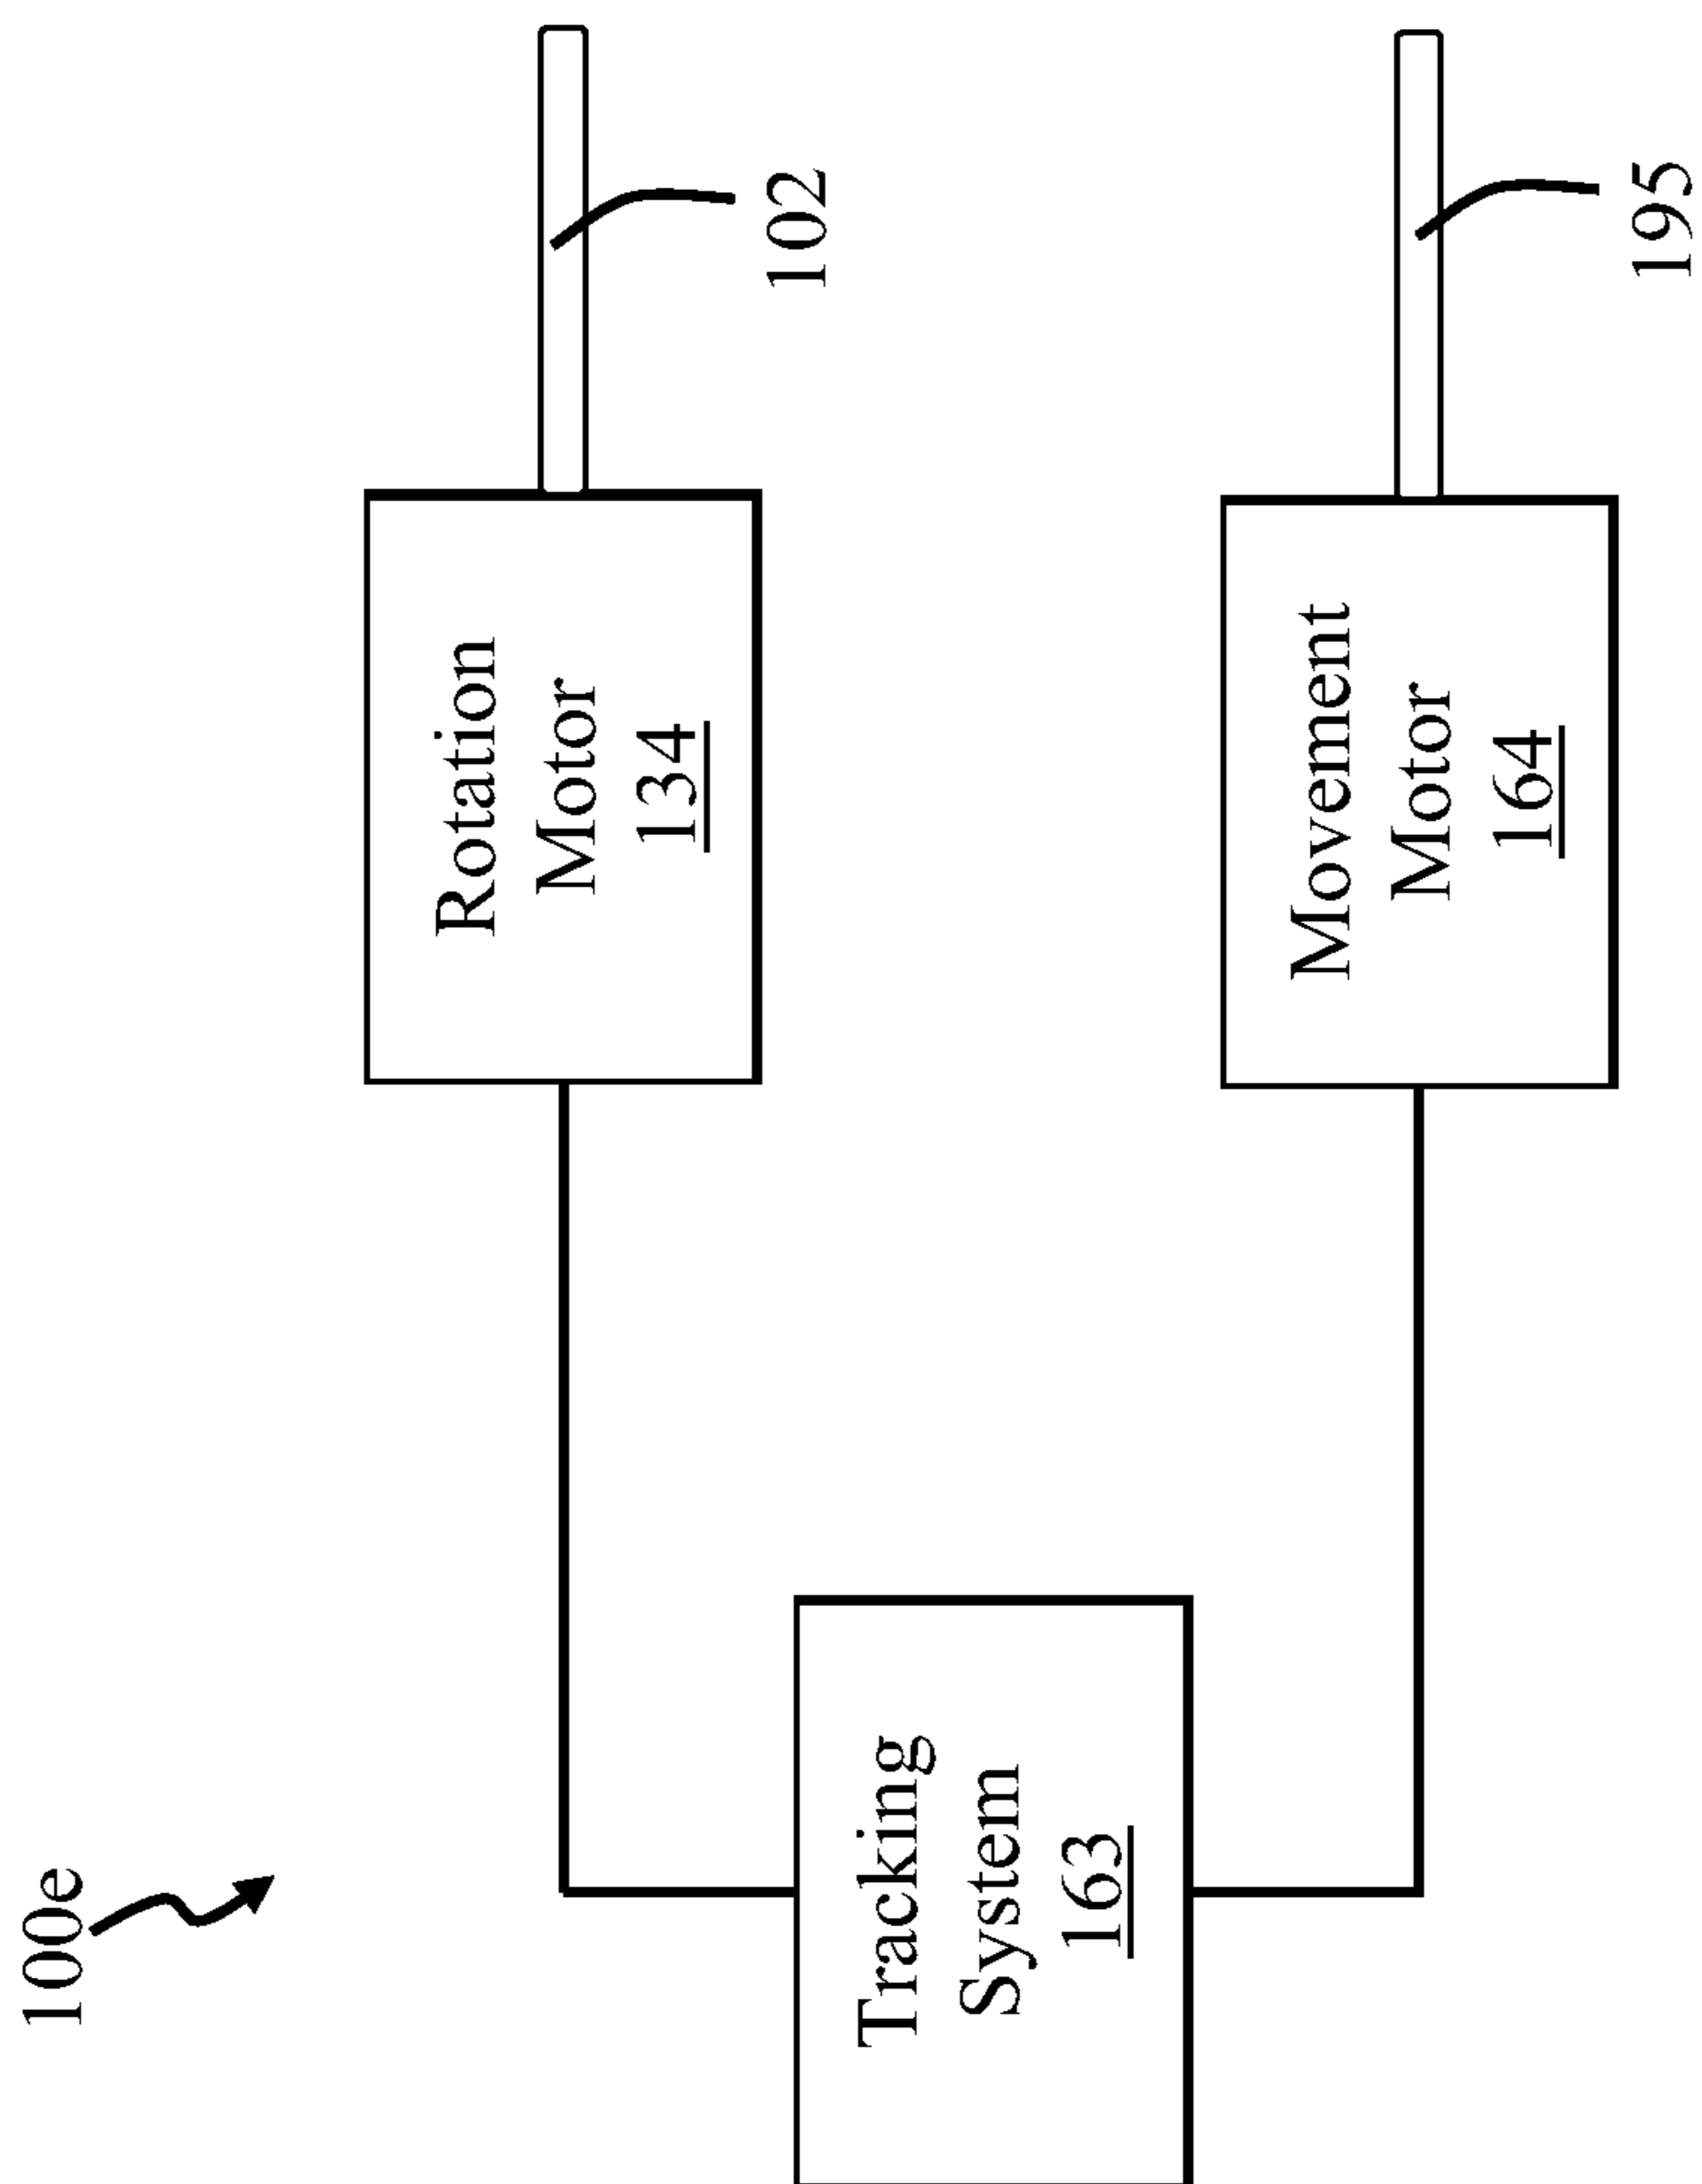 100e
Rotation
Motor
134
102
Tracking
System
163
Movement
Motor
164
195